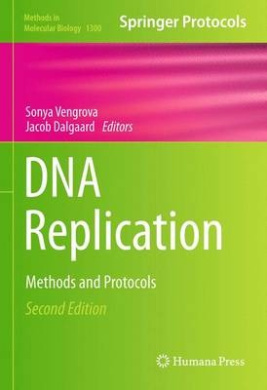 Methods in
Molecular Biology 1300
Springer Protocols
Sonya Vengrova
Jacob Dalgaard Editors
DNA
Replication
Methods and Protocols
Second Edition
Humana Press